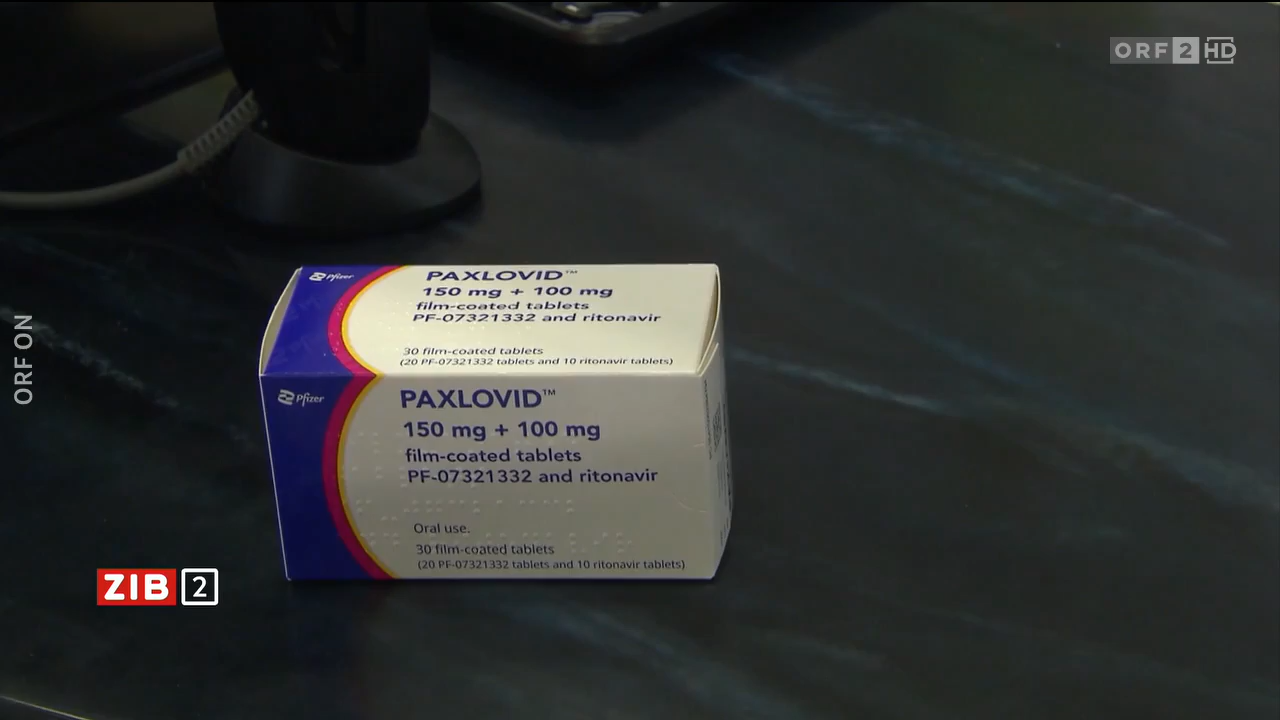 ORF 2 HD
ORF ON
Pfizer
PAXLOVID™
150 mg + 100 mg
film-coated tablets
PF-07321332 and ritonavir
30 film-coated tablets
(20 PF-07321332 tablets and 10 ritonavir tablets)
Pfizer
PAXLOVID™
150 mg + 100 mg
film-coated tablets
PF-07321332 and ritonavir
Oral use.
30 film-coated tablets
(20 PF-07321332 tablets and 10 ritonavir tablets)
ZIB 2